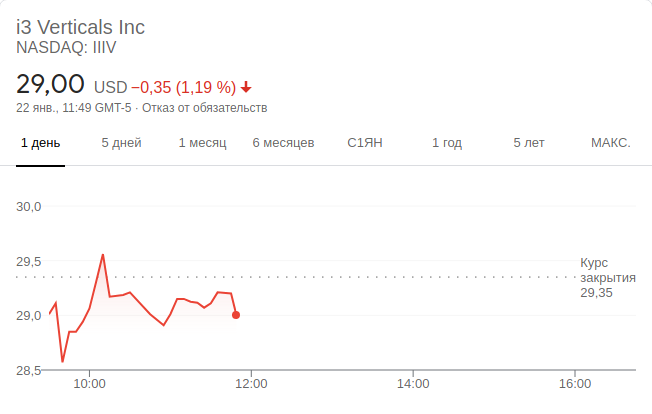 i3 Verticals Inc
NASDAQ: IIIV
29,00 USD −0,35 (1,19 %)
22 янв., 11:49 GMT-5 · Отказ от обязательств
1 день 5 дней 1 месяц 6 месяцев С1ЯН 1 год 5 лет МАКС.
30,0
29,5
Курс
закрытия
29,35
29,0
28,5
10:00 12:00 14:00 16:00